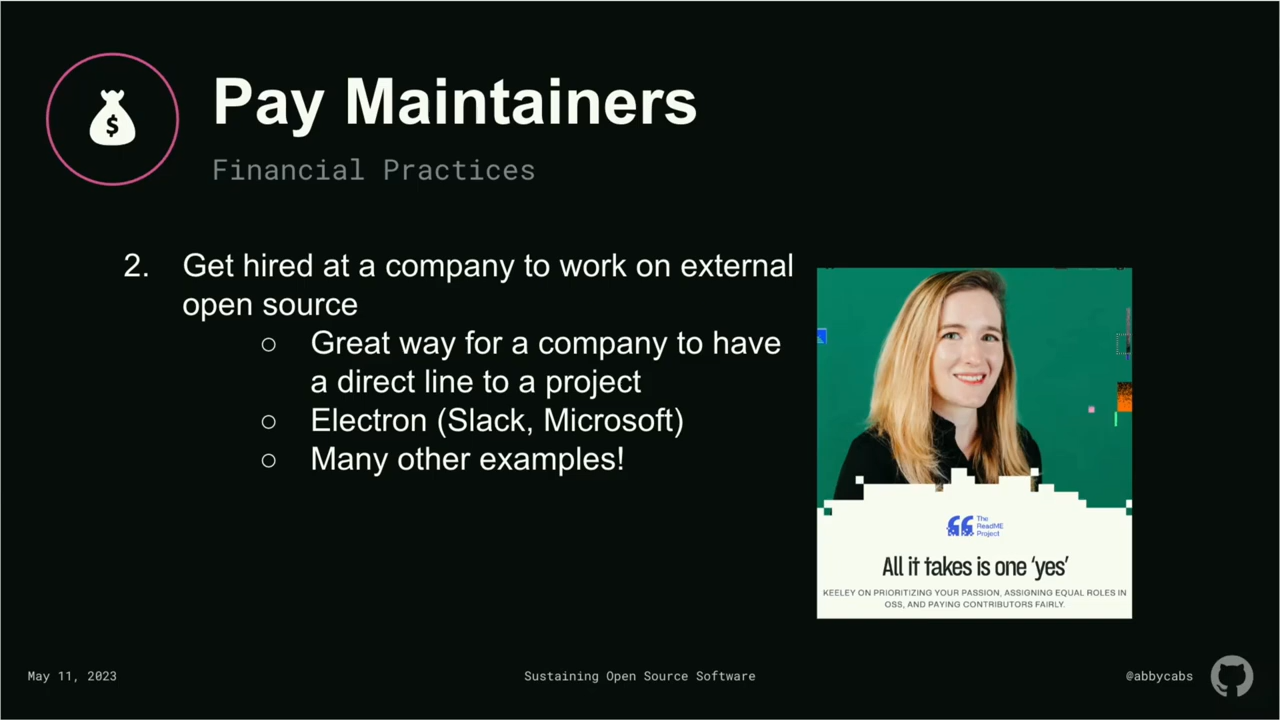 Pay Maintainers
Financial Practices
2. Get hired at a company to work on external
open source
○ Great way for a company to have
a direct line to a project
○ Electron (Slack, Microsoft)
○ Many other examples!
The
ReadME
Project
All it takes is one ‘yes’
KEELEY ON PRIORITIZING YOUR PASSION, ASSIGNING EQUAL ROLES IN
OSS, AND PAYING CONTRIBUTORS FAIRLY.
May 11, 2023
Sustaining Open Source Software
@abbycabs